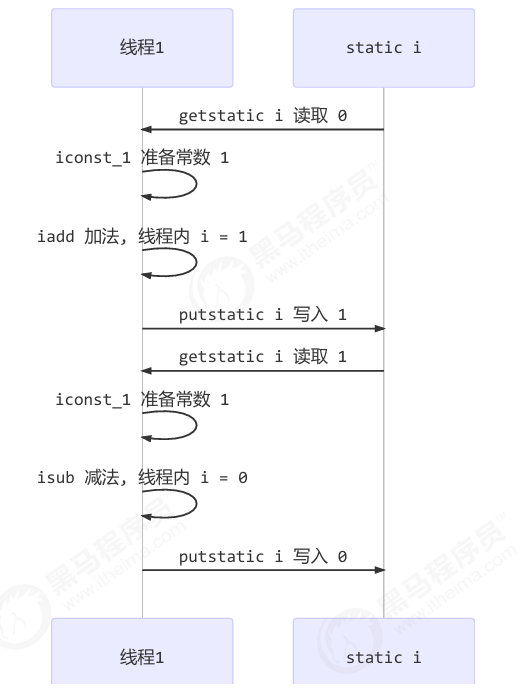 线程1
static i
getstatic i 读取 0
iconst_1 准备常数 1
iadd 加法, 线程内 i = 1
putstatic i 写入 1
getstatic i 读取 1
iconst_1 准备常数 1
isub 减法, 线程内 i = 0
putstatic i 写入 0
线程1
static i
黑马程序员
www.itheima.com
黑马程序员
www.itheima.com
黑马程序员
www.itheima.com